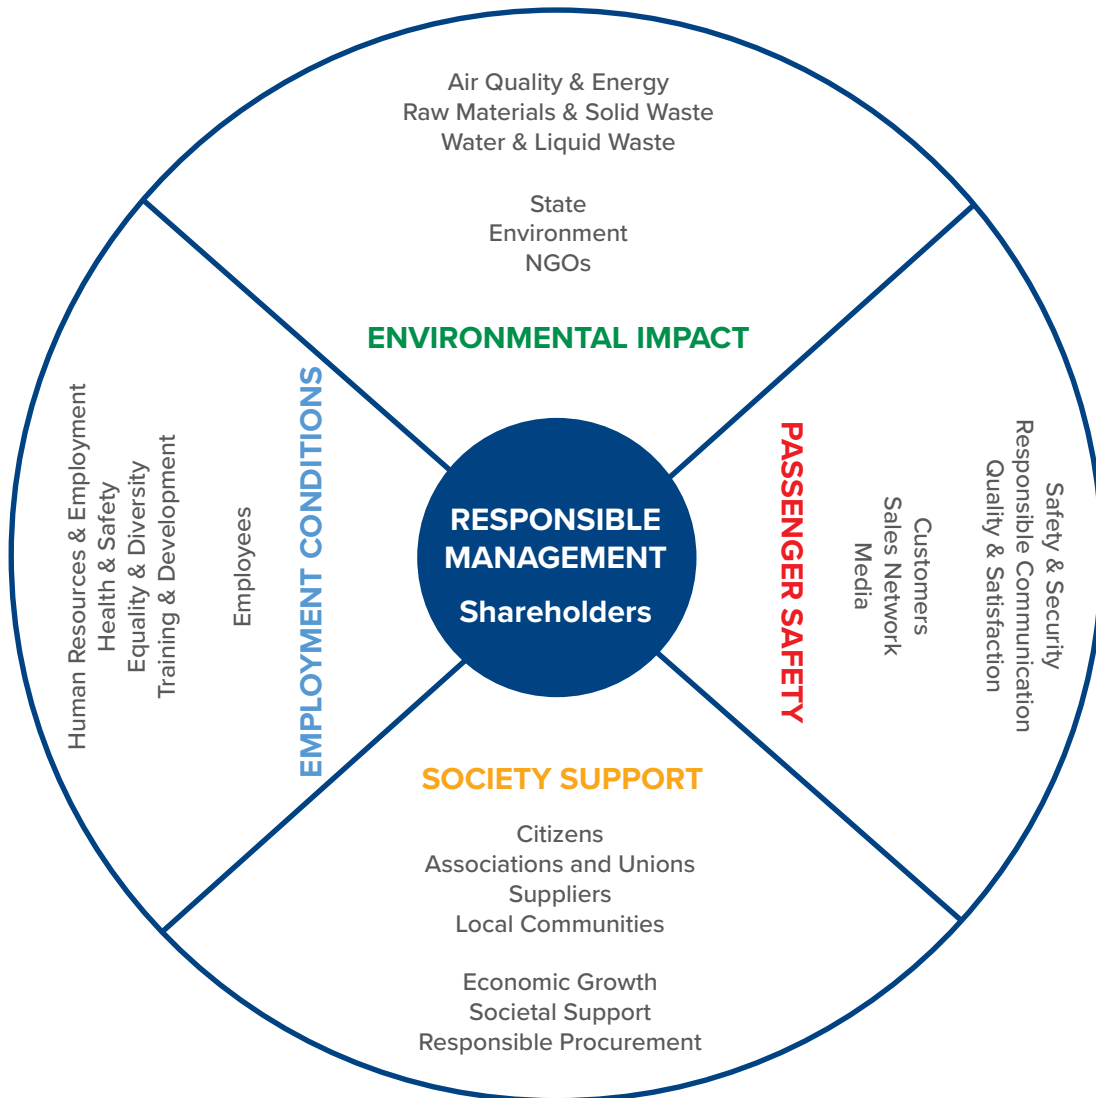 Air Quality & Energy
Raw Materials & Solid Waste
Water & Liquid Waste
State
Environment
NGOs
ENVIRONMENTAL IMPACT
Human Resources & Employment
Health & Safety
Equality & Diversity
Training & Development
Employees
EMPLOYMENT CONDITIONS
RESPONSIBLE
MANAGEMENT
Shareholders
PASSENGER SAFETY
Customers
Sales Network
Media
Safety & Security
Responsible Communication
Quality & Satisfaction
SOCIETY SUPPORT
Citizens
Associations and Unions
Suppliers
Local Communities
Economic Growth
Societal Support
Responsible Procurement